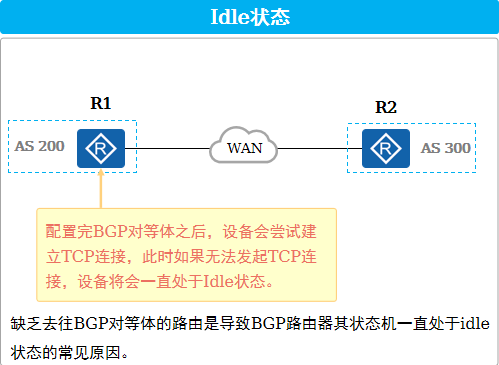 Idle状态
R1
R2
AS 200
R
WAN
R
AS 300
配置完BGP对等体之后，设备会尝试建
立TCP连接，此时如果无法发起TCP连
接，设备将会一直处于Idle状态。
缺乏去往BGP对等体的路由是导致BGP路由器其状态机一直处于idle
状态的常见原因。